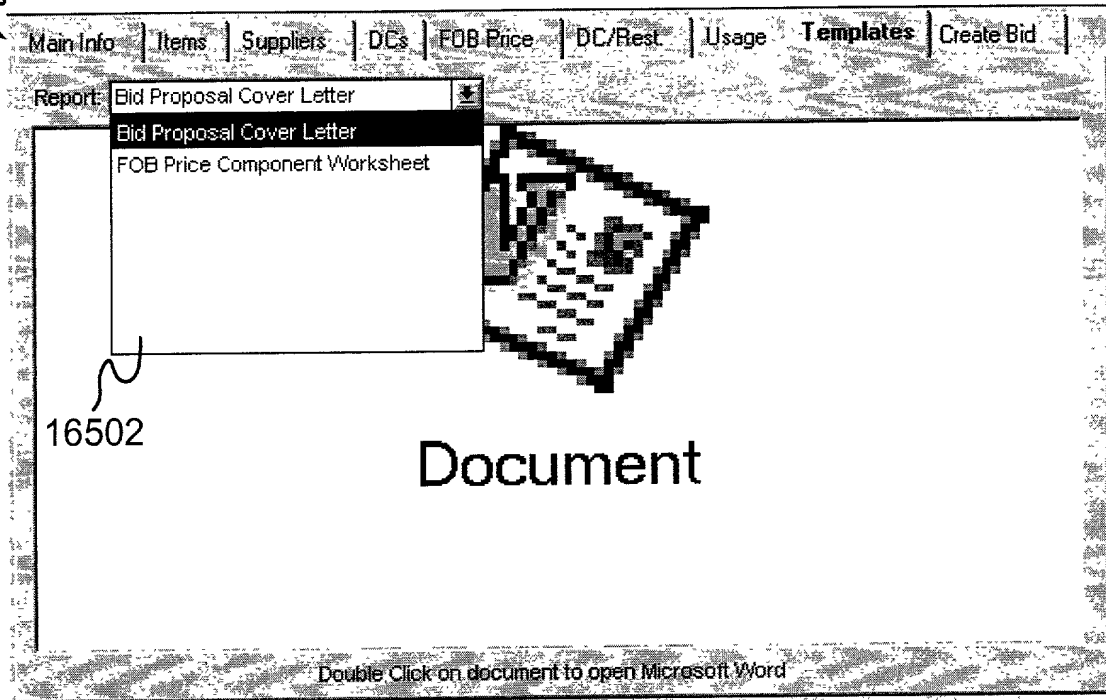 Main Info Items Suppliers DCs FOB Price DC/Rest. Usage Templates Create Bid
Report: Bid Proposal Cover Letter
Bid Proposal Cover Letter
FOB Price Component Worksheet
16502
Document
Double Click on document to open Microsoft Word